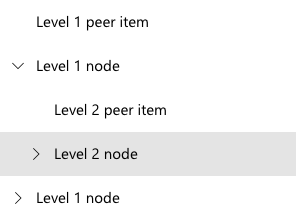 Level 1 peer item
Level 1 node
Level 2 peer item
Level 2 node
Level 1 node